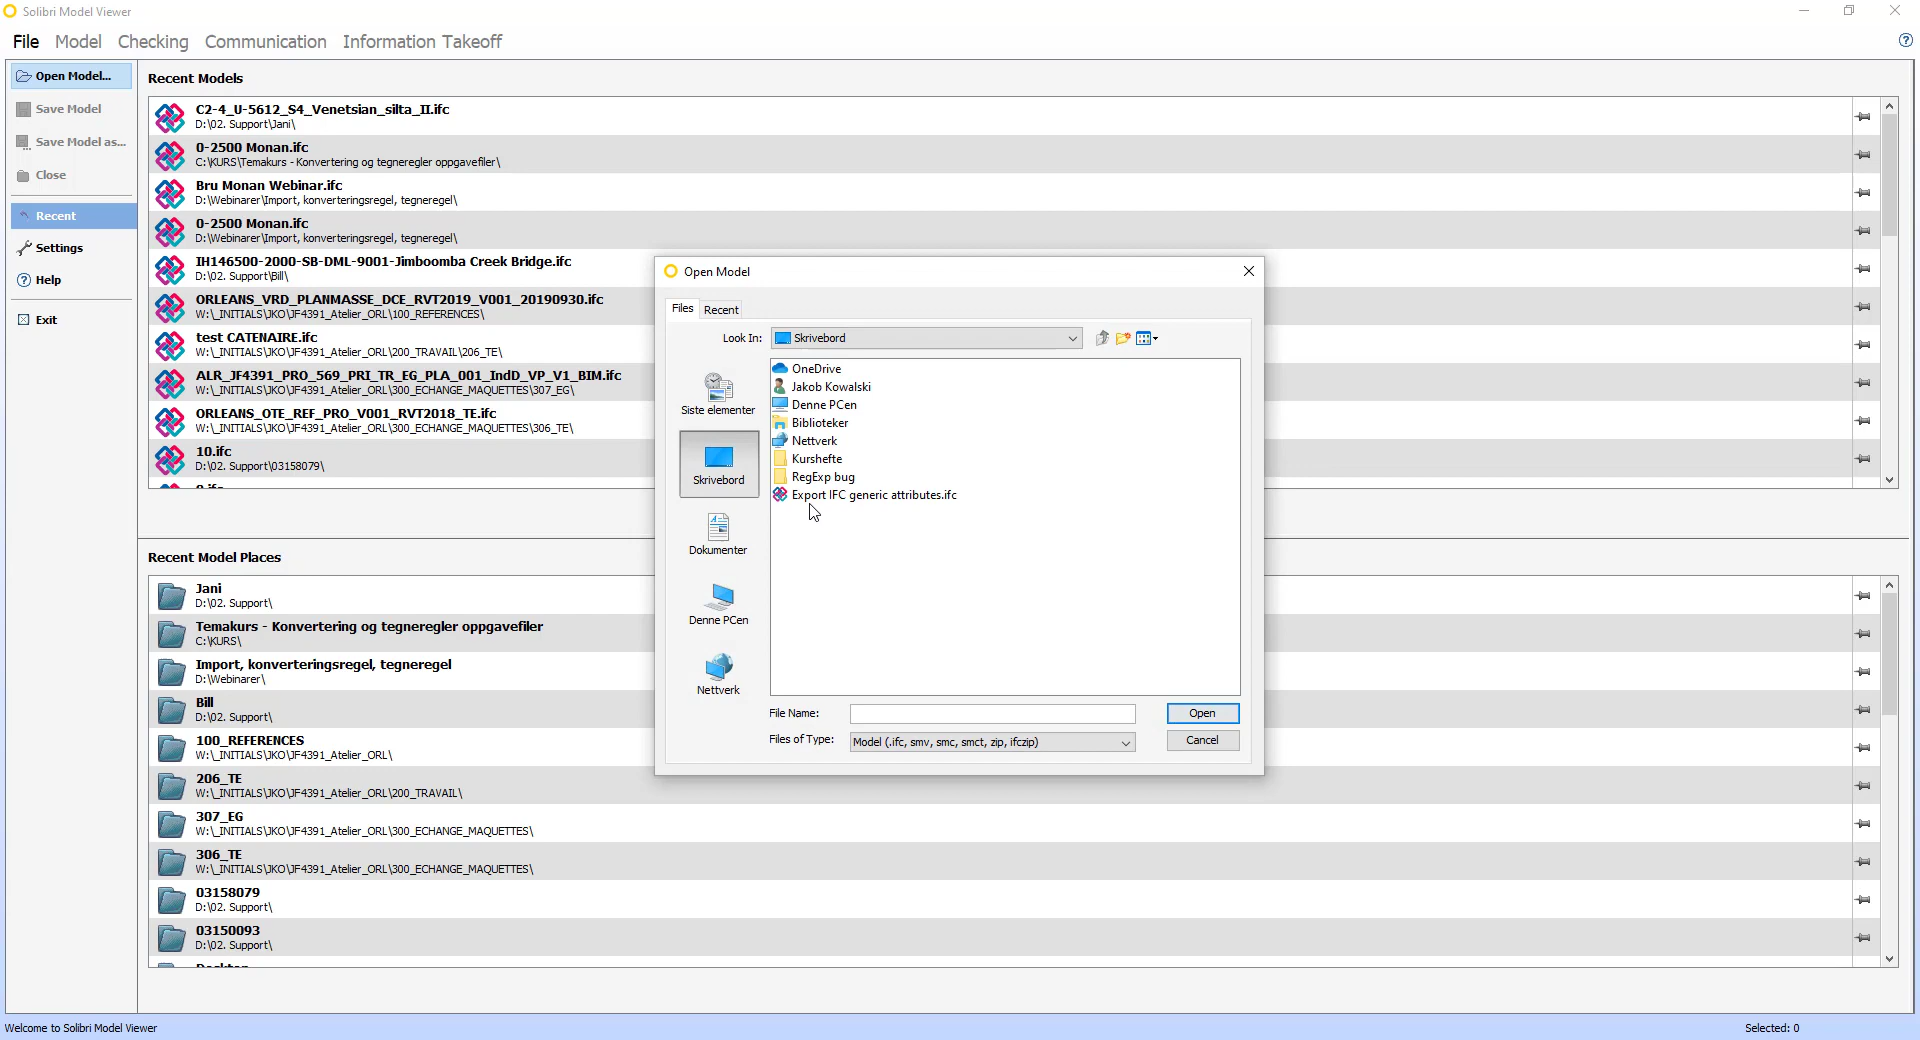 Solibri Model Viewer
File Model Checking Communication Information Takeoff
Open Model...
Save Model
Save Model as...
Close
Recent
Settings
Help
Exit
Recent Models
C2-4_U-5612_S4_Venetsian_silta_II.ifc
D:\02. Support\Jani\
0-2500 Monan.ifc
C:\KURS\Temakurs - Konvertering og tegneregler oppgavefiler\
Bru Monan Webinar.ifc
D:\Webinarer\Import, konverteringsregel, tegneregel\
0-2500 Monan.ifc
D:\Webinarer\Import, konverteringsregel, tegneregel\
IH146500-2000-SB-DML-9001-Jimboomba Creek Bridge.ifc
D:\02. Support\Bill\
ORLEANS_VRD_PLANMASSE_DCE_RVT2019_V001_20190930.ifc
W:\_INITIALS\JKO\JF4391_Atelier_ORL\100_REFERENCES\
test CATENAIRE.ifc
W:\_INITIALS\JKO\JF4391_Atelier_ORL\200_TRAVAIL\206_TE\
ALR_JF4391_PRO_569_PRI_TR_EG_PLA_001_IndD_VP_V1_BIM.ifc
W:\_INITIALS\JKO\JF4391_Atelier_ORL\300_ECHANGE_MAQUETTES\307_EG\
ORLEANS_OTE_REF_PRO_V001_RVT2018_TE.ifc
W:\_INITIALS\JKO\JF4391_Atelier_ORL\300_ECHANGE_MAQUETTES\306_TE\
10.ifc
D:\02. Support\03158079\
Recent Model Places
Jani
D:\02. Support\
Temakurs - Konvertering og tegneregler oppgavefiler
C:\KURS\
Import, konverteringsregel, tegneregel
D:\Webinarer\
Bill
D:\02. Support\
100_REFERENCES
W:\_INITIALS\JKO\JF4391_Atelier_ORL\
206_TE
W:\_INITIALS\JKO\JF4391_Atelier_ORL\200_TRAVAIL\
307_EG
W:\_INITIALS\JKO\JF4391_Atelier_ORL\300_ECHANGE_MAQUETTES\
306_TE
W:\_INITIALS\JKO\JF4391_Atelier_ORL\300_ECHANGE_MAQUETTES\
03158079
D:\02. Support\
03150093
D:\02. Support\
Open Model
Files Recent
Look In: Skrivebord
Siste elementer
Skrivebord
Dokumenter
Denne PCen
Nettverk
OneDrive
Jakob Kowalski
Denne PCen
Biblioteker
Nettverk
Kurshefte
RegExp bug
Export IFC generic attributes.ifc
File Name:
Open
Files of Type: Model (.ifc, smv, smc, smct, zip, ifczip)
Cancel
Welcome to Solibri Model Viewer
Selected: 0